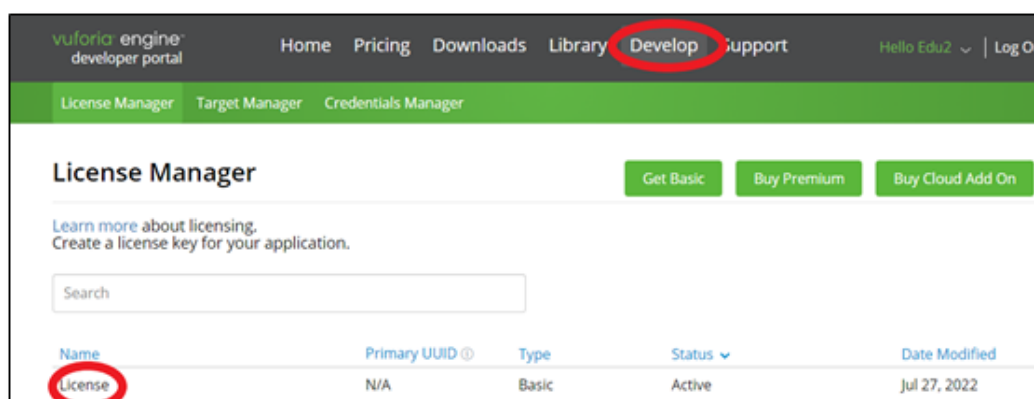 vuforia engine
developer portal
Home Pricing Downloads Library Develop Support Hello Edu2 | Log O
License Manager Target Manager Credentials Manager
License Manager Get Basic Buy Premium Buy Cloud Add On
Learn more about licensing.
Create a license key for your application.
Search
Name Primary UUID Type Status Date Modified
License N/A Basic Active Jul 27, 2022